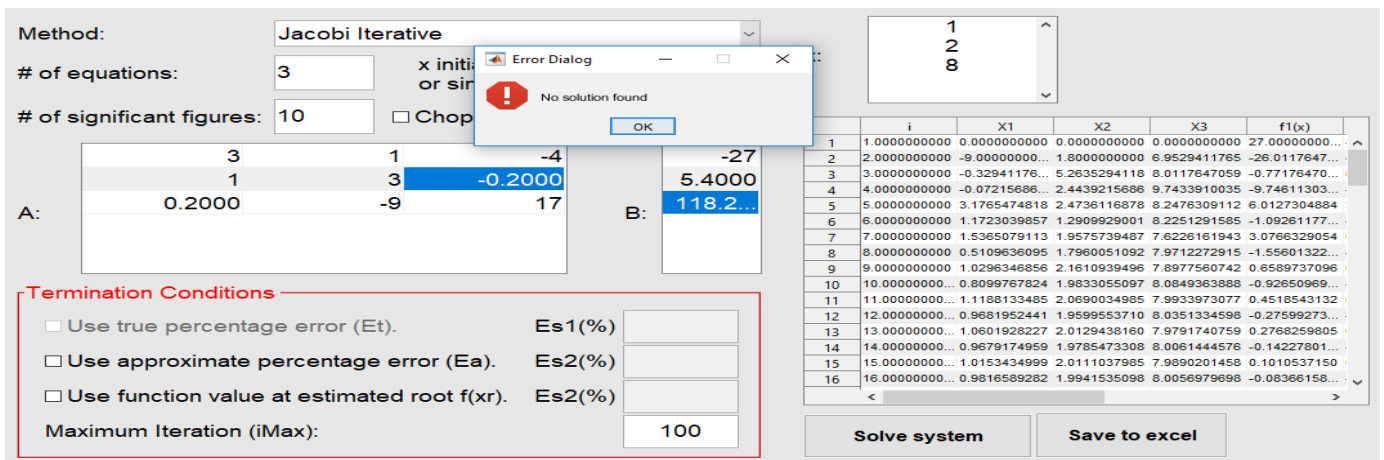 Method: Jacobi Iterative
1
2
8
# of equations: 3 x initi
or sin
# of significant figures: 10 Chop
Error Dialog
No solution found
OK
A:
3 1 -4
1 3 -0.2000
0.2000 -9 17
B:
-27
5.4000
118.2...
Termination Conditions
Use true percentage error (Et). Es1(%)
Use approximate percentage error (Ea). Es2(%)
Use function value at estimated root f(xr). Es2(%)
Maximum Iteration (iMax): 100
i X1 X2 X3 f1(x)
1 1.0000000000 0.0000000000 0.0000000000 0.0000000000 27.00000000...
2 2.0000000000 -9.00000000... 1.8000000000 6.9529411765 -26.0117647...
3 3.0000000000 -0.32941176... 5.2635294118 8.0117647059 -0.77176470...
4 4.0000000000 -0.07215686... 2.4439215686 9.7433910035 -9.74611303...
5 5.0000000000 3.1765474818 2.4736116878 8.2476309112 6.0127304884
6 6.0000000000 1.1723039857 1.2909929001 8.2251291585 -1.09261177...
7 7.0000000000 1.5365079113 1.9575739487 7.6226161943 3.0766329054
8 8.0000000000 0.5109636095 1.7960051092 7.9712272915 -1.55601322...
9 9.0000000000 1.0296346856 2.1610939496 7.8977560742 0.6589737096
10 10.00000000... 0.8099767824 1.9833055097 8.0849363888 -0.92650969...
11 11.00000000... 1.1188133485 2.0690034985 7.9933973077 0.4518543132
12 12.00000000... 0.9681952441 1.9599553710 8.0351334598 -0.27599273...
13 13.00000000... 1.0601928227 2.0129438160 7.9791740759 0.2768259805
14 14.00000000... 0.9679174959 1.9785473308 8.0061444576 -0.14227801...
15 15.00000000... 1.0153434999 2.0111037985 7.9890201458 0.1010537150
16 16.00000000... 0.9816589282 1.9941535098 8.0056979698 -0.08366158...
Solve system Save to excel